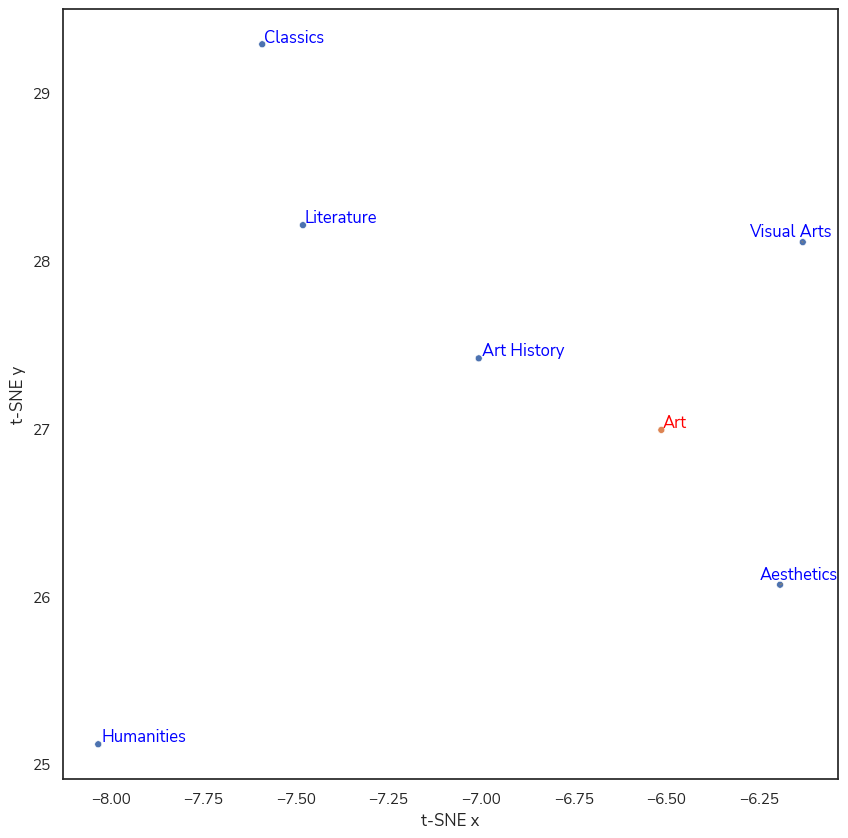 Classics
29
Literature
Visual Arts
28
Art History
t-SNE y
Art
27
Aesthetics
26
Humanities
25
−8.00 −7.75 −7.50 −7.25 −7.00 −6.75 −6.50 −6.25
t-SNE x